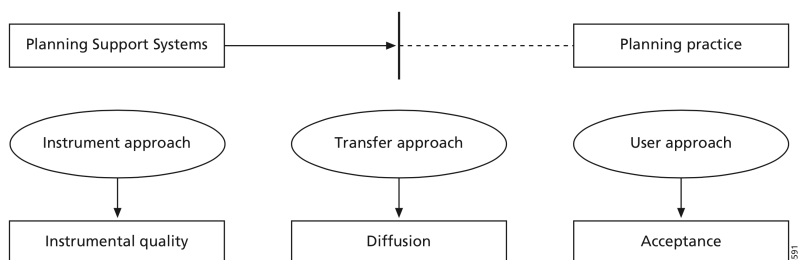 Planning Support Systems
Planning practice
Instrument approach
Transfer approach
User approach
Instrumental quality
Diffusion
Acceptance
591